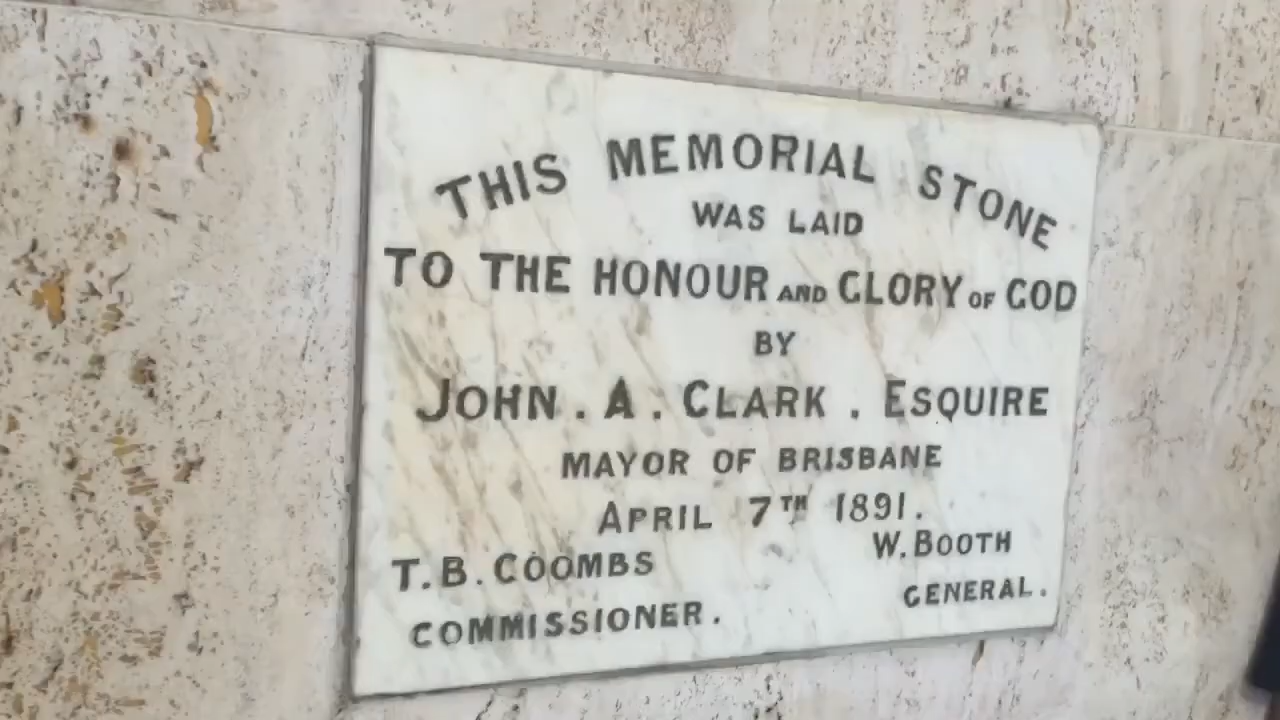 THIS MEMORIAL STONE
WAS LAID
TO THE HONOUR AND GLORY OF GOD
BY
JOHN . A . CLARK . ESQUIRE
MAYOR OF BRISBANE
APRIL 7TH 1891.
T. B. COOMBS
COMMISSIONER.
W. BOOTH
GENERAL.